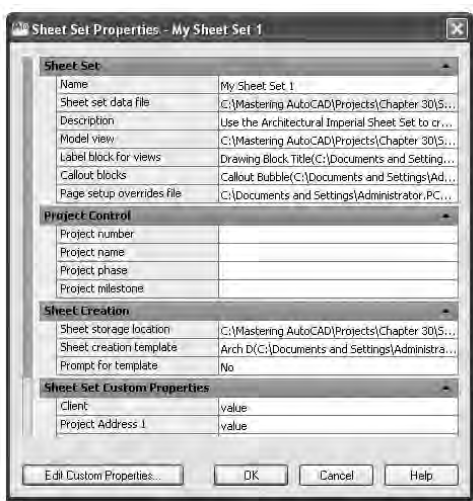 Sheet Set Properties - My Sheet Set 1
Sheet Set
Name My Sheet Set 1
Sheet set data file C:\Mastering AutoCAD\Projects\Chapter 30\S...
Description Use the Architectural Imperial Sheet Set to cr...
Model view C:\Mastering AutoCAD\Projects\Chapter 30\S...
Label block for views Drawing Block Title(C:\Documents and Setting...
Callout blocks Callout Bubble(C:\Documents and Settings\Ad...
Page setup overrides file C:\Documents and Settings\Administrator.PC...
Project Control
Project number
Project name
Project phase
Project milestone
Sheet Creation
Sheet storage location C:\Mastering AutoCAD\Projects\Chapter 30\S...
Sheet creation template Arch D(C:\Documents and Settings\Administra...
Prompt for template No
Sheet Set Custom Properties
Client value
Project Address 1 value
Edit Custom Properties... OK Cancel Help